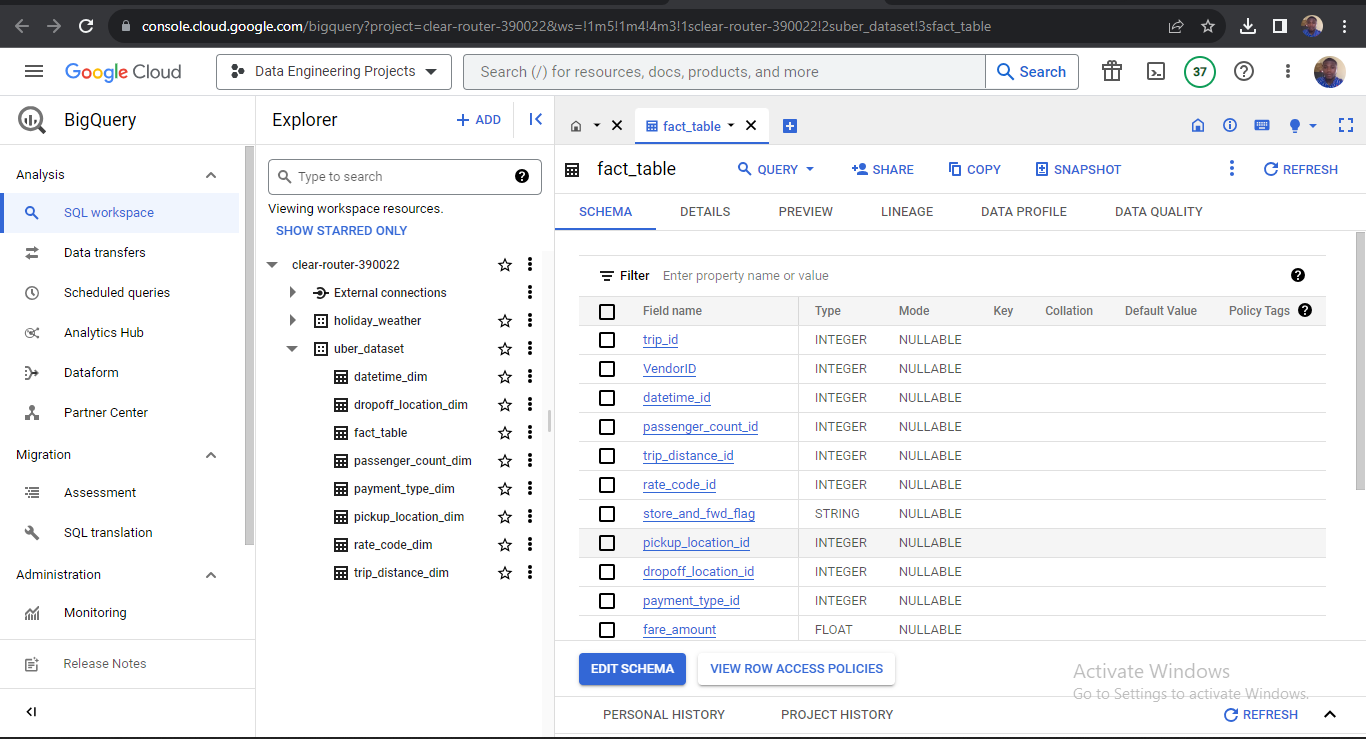 console.cloud.google.com/bigquery?project=clear-router-390022&ws=!1m5!1m4!4m3!1sclear-router-390022!2suber_dataset!3sfact_table
Google Cloud
Data Engineering Projects
Search (/) for resources, docs, products, and more
Search
37
BigQuery
Analysis
SQL workspace
Data transfers
Scheduled queries
Analytics Hub
Dataform
Partner Center
Migration
Assessment
SQL translation
Administration
Monitoring
Release Notes
Explorer
+ ADD
Type to search
Viewing workspace resources.
SHOW STARRED ONLY
clear-router-390022
External connections
holiday_weather
uber_dataset
datetime_dim
dropoff_location_dim
fact_table
passenger_count_dim
payment_type_dim
pickup_location_dim
rate_code_dim
trip_distance_dim
fact_table
fact_table
QUERY
SHARE
COPY
SNAPSHOT
REFRESH
SCHEMA DETAILS PREVIEW LINEAGE DATA PROFILE DATA QUALITY
Filter Enter property name or value
Field name Type Mode Key Collation Default Value Policy Tags
trip_id INTEGER NULLABLE
VendorID INTEGER NULLABLE
datetime_id INTEGER NULLABLE
passenger_count_id INTEGER NULLABLE
trip_distance_id INTEGER NULLABLE
rate_code_id INTEGER NULLABLE
store_and_fwd_flag STRING NULLABLE
pickup_location_id INTEGER NULLABLE
dropoff_location_id INTEGER NULLABLE
payment_type_id INTEGER NULLABLE
fare_amount FLOAT NULLABLE
EDIT SCHEMA
VIEW ROW ACCESS POLICIES
Activate Windows
Go to Settings to activate Windows.
PERSONAL HISTORY
PROJECT HISTORY
REFRESH